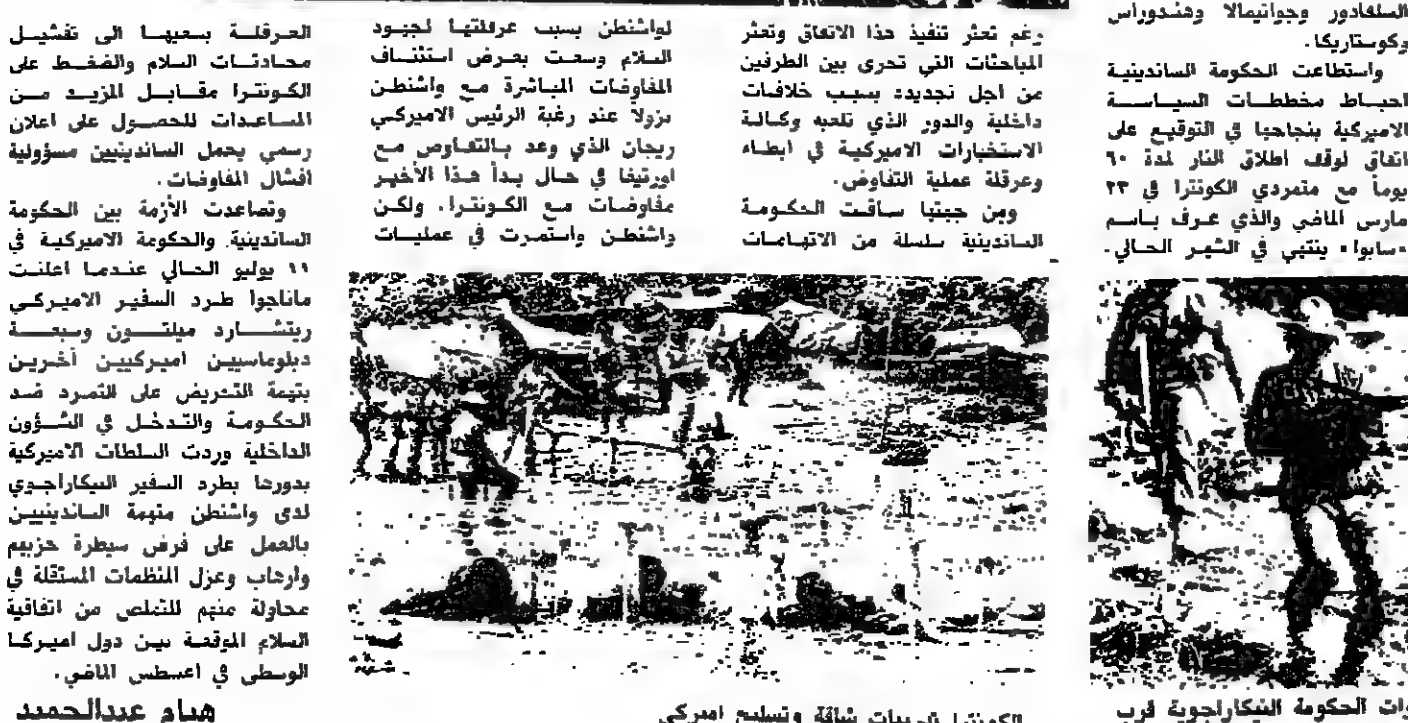 السلفادور وجواتيمالا وهندوراس
وكوستاريكا.
واستطاعت الحكومة الساندينية
احباط مخططات السياسة
الاميركية بنجاحها في التوقيع على
اتفاق لوقف اطلاق النار لمدة ٦٠
يوماً مع متمردي الكونترا في ٢٣
مارس الماضي والذي عرف باسم
«سابوا» ينتهي في الشهر الحالي.
رغم تعثر تنفيذ هذا الاتفاق وتعثر
المباحثات التي تجرى بين الطرفين
من اجل تجديده بسبب خلافات
داخلية والدور الذي تلعبه وكالة
الاستخبارات الاميركية في ابطاء
وعرقلة عملية التفاوض.
ومن جهتها ساقت الحكومة
الساندينية سلسلة من الاتهامات
لواشنطن بسبب عرقلتها لجهود
السلام وسعت بعرض استئناف
المفاوضات المباشرة مع واشنطن
نزولا عند رغبة الرئيس الاميركي
ريجان الذي وعد بالتفاوض مع
اورتيغا في حال بدأ هذا الأخير
مفاوضات مع الكونترا. ولكن
واشنطن واستمرت في عمليات
العرقلة بسعيها الى تفشيل
محادثات السلام والضغط على
الكونترا مقابل المزيد من
المساعدات للحصول على اعلان
رسمي يحمل الساندينيين مسؤولية
افشال المفاوضات.
وتصاعدت الأزمة بين الحكومة
الساندينية والحكومة الاميركية في
١١ يوليو الحالي عندما اعلنت
ماناجوا طرد السفير الاميركي
ريتشارد ميلتون وسبعة
دبلوماسيين اميركيين آخرين
بتهمة التحريض على التمرد ضد
الحكومة والتدخل في الشؤون
الداخلية وردت السلطات الاميركية
بدورها بطرد السفير النيكاراجوي
لدى واشنطن متهمة الساندينيين
بالعمل على فرض سيطرة حزبهم
وارهاب وعزل المنظمات المستقلة في
محاولة منهم للتملص من اتفاقية
السلام الموقعة بين دول اميركا
الوسطى في اغسطس الماضي.
هيام عبدالحميد
الكونترا تدريبات شاقة وتسليح اميركي
ات الحكومة النيكاراجوية قرب